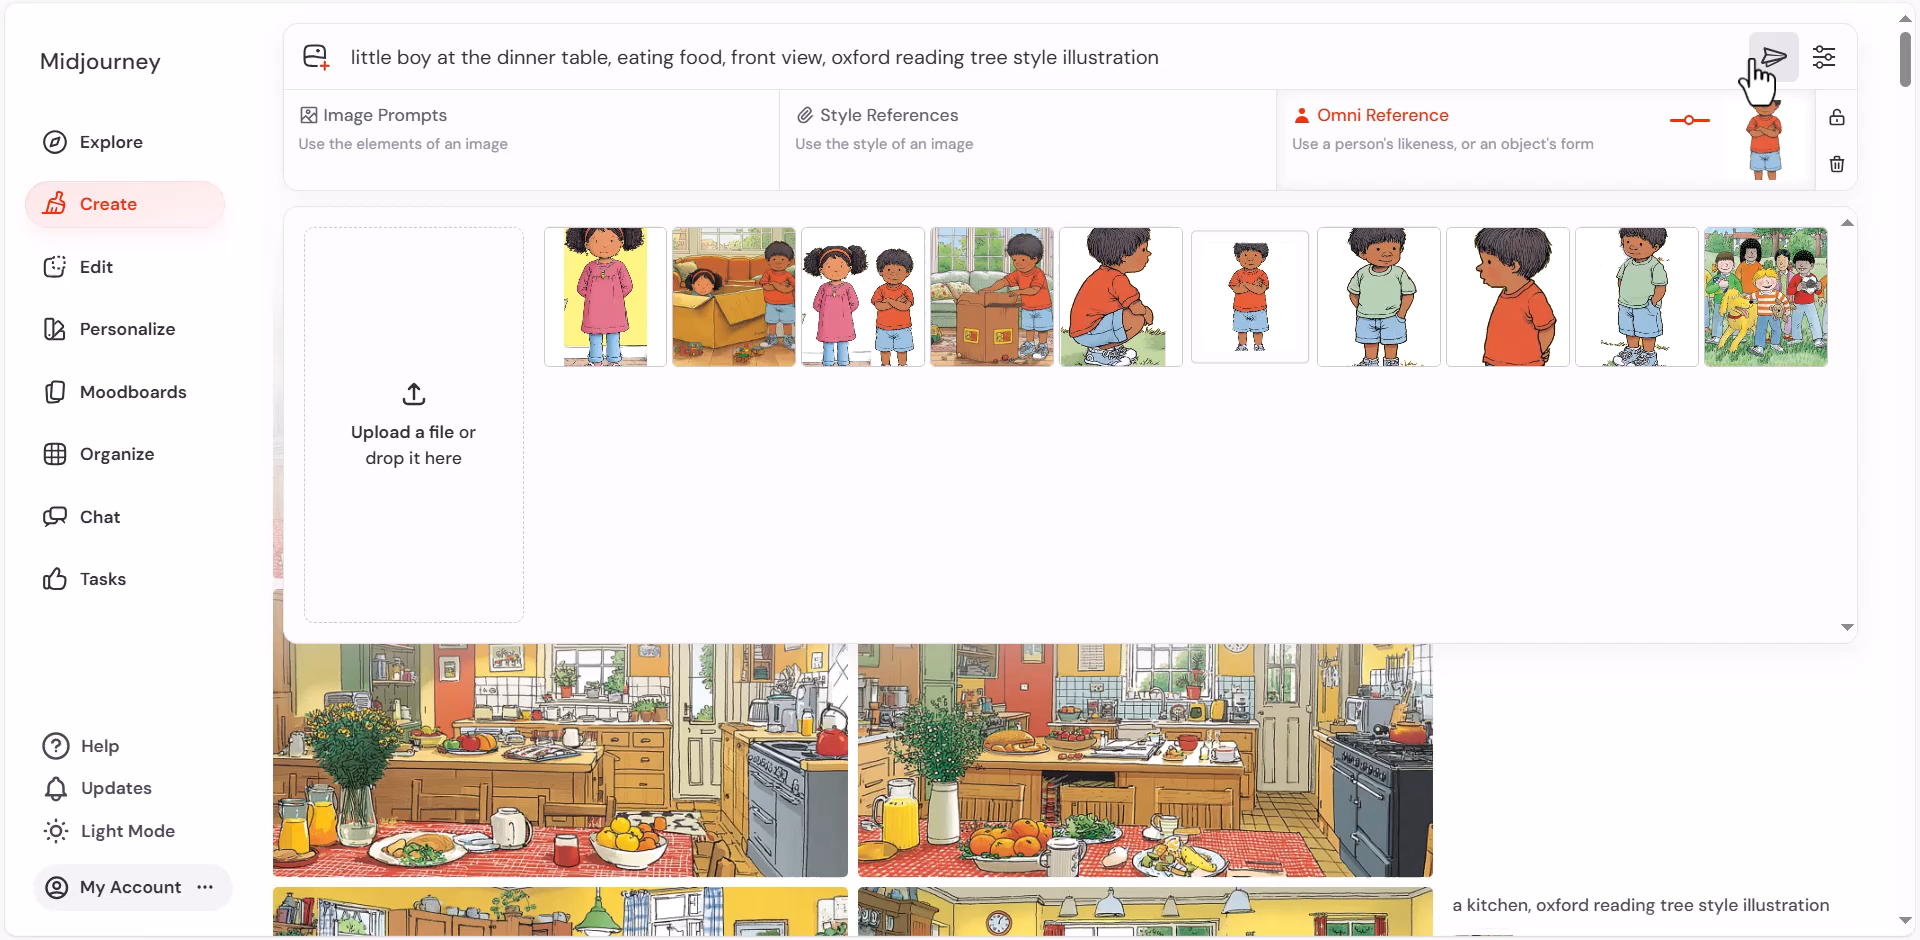 Midjourney
little boy at the dinner table, eating food, front view, oxford reading tree style illustration
Image Prompts
Use the elements of an image
Style References
Use the style of an image
Omni Reference
Use a person's likeness, or an object's form
Explore
Create
Edit
Personalize
Moodboards
Organize
Chat
Tasks
Upload a file or
drop it here
Help
Updates
Light Mode
My Account
a kitchen, oxford reading tree style illustration